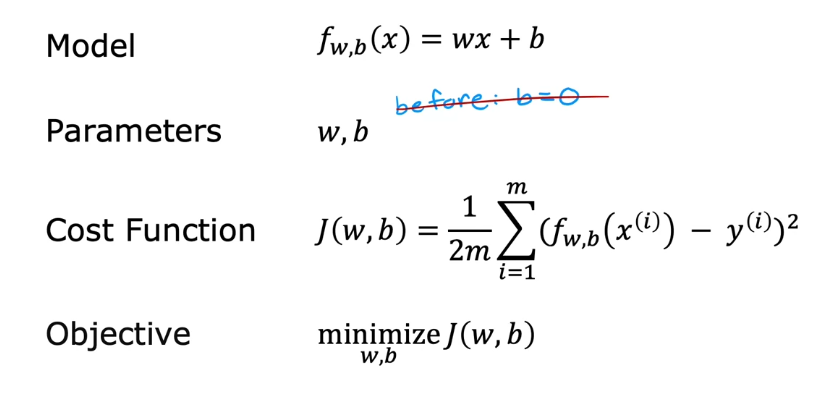 Model f_{w,b}(x) = wx + b
before: b=0
Parameters w, b
Cost Function J(w, b) = \frac{1}{2m} \sum_{i=1}^{m} (f_{w,b}(x^{(i)}) − y^{(i)})^2
Objective minimize_{w,b} J(w, b)